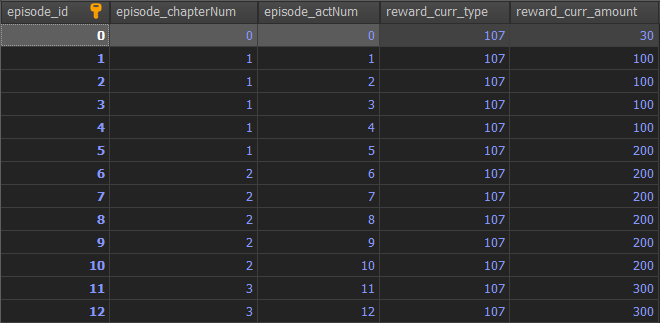 episode_id episode_chapterNum episode_actNum reward_curr_type reward_curr_amount
0 0 0 107 30
1 1 1 107 100
2 1 2 107 100
3 1 3 107 100
4 1 4 107 100
5 1 5 107 200
6 2 6 107 200
7 2 7 107 200
8 2 8 107 200
9 2 9 107 200
10 2 10 107 200
11 3 11 107 300
12 3 12 107 300